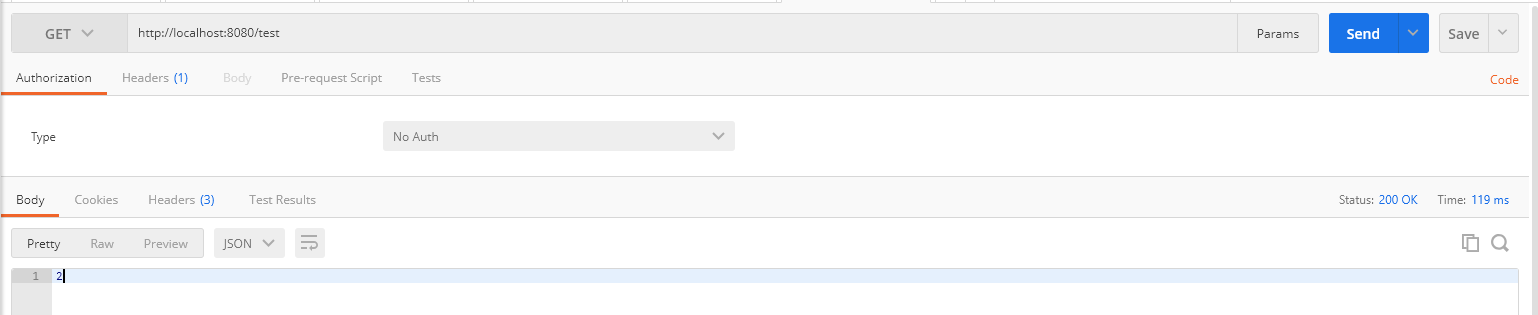 GET http://localhost:8080/test Params Send Save
Authorization Headers (1) Body Pre-request Script Tests Code
Type No Auth
Body Cookies Headers (3) Test Results Status: 200 OK Time: 119 ms
Pretty Raw Preview JSON
1 2